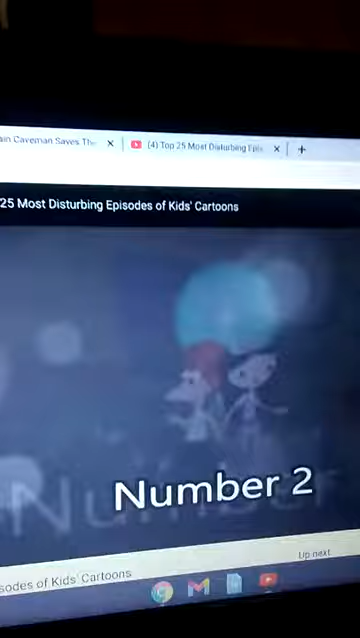 ain Caveman Saves The
(4) Top 25 Most Disturbing Epis
25 Most Disturbing Episodes of Kids' Cartoons
Number 2
Num
Up next
sodes of Kids' Cartoons